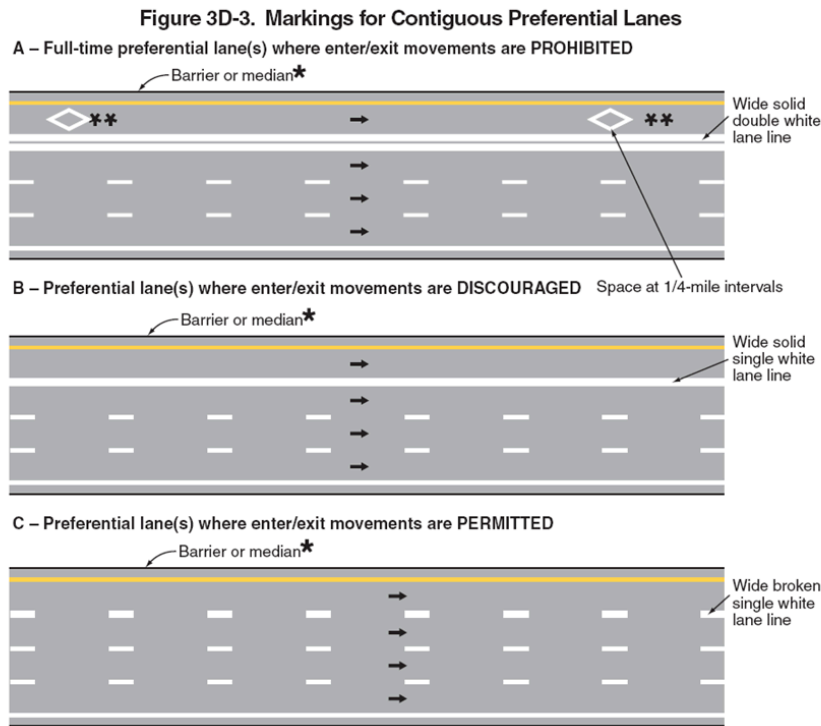 Figure 3D-3. Markings for Contiguous Preferential Lanes
A – Full-time preferential lane(s) where enter/exit movements are PROHIBITED
Barrier or median*
**
**
Wide solid
double white
lane line
Space at 1/4-mile intervals
B – Preferential lane(s) where enter/exit movements are DISCOURAGED
Barrier or median*
Wide solid
single white
lane line
C – Preferential lane(s) where enter/exit movements are PERMITTED
Barrier or median*
Wide broken
single white
lane line